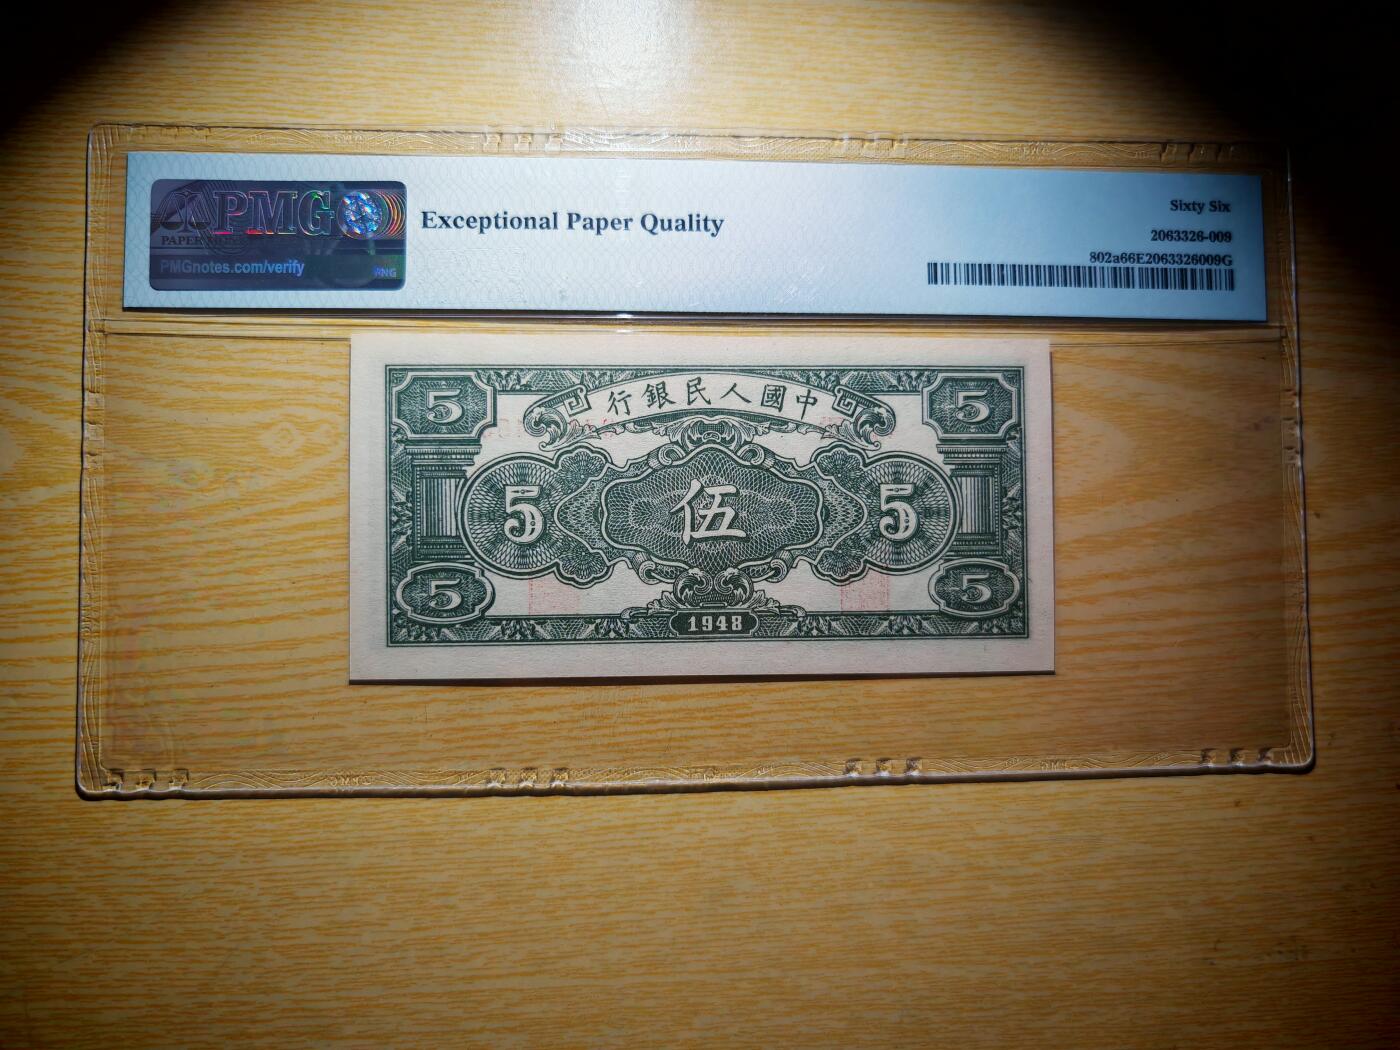 PMG
PAPER
PMGnotes.com/verify
PNG
Exceptional Paper Quality
Sixty Six
2063326-009
802a66E2063326009G
行銀民人國中
5
5
5
伍
5
5
5
1948